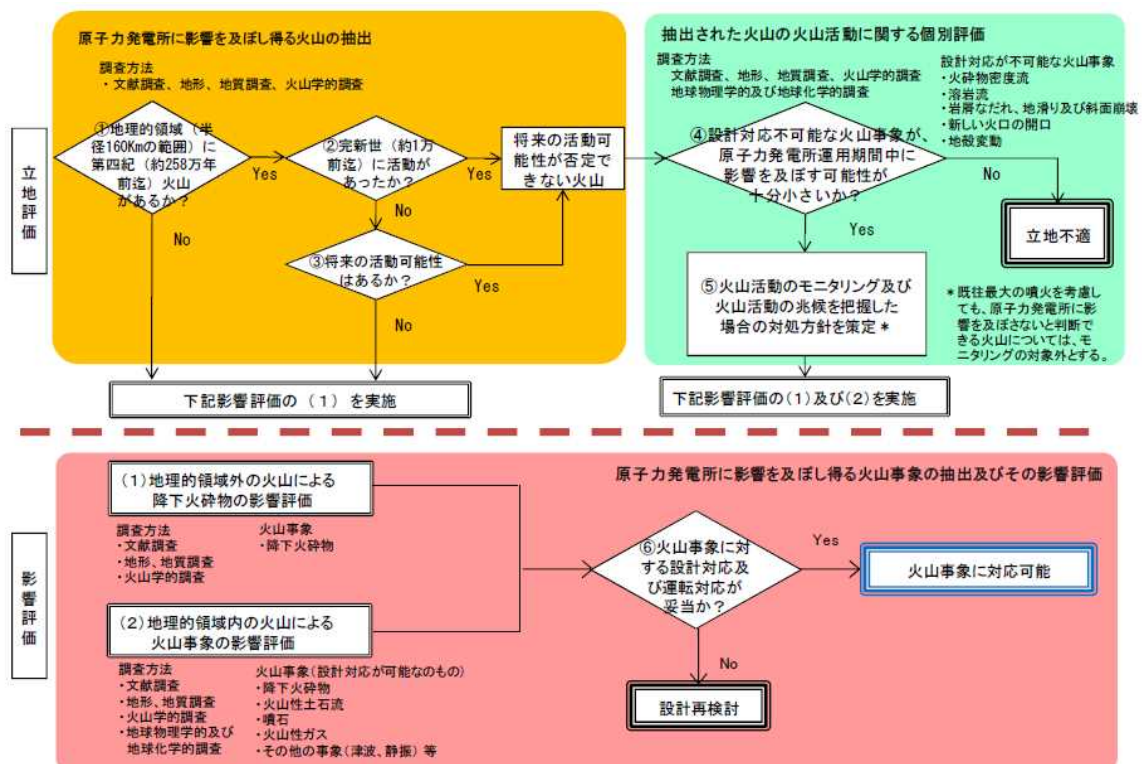 立地評価
原子力発電所に影響を及ぼし得る火山の抽出
調査方法
・文献調査、地形、地質調査、火山学的調査
①地理的領域（半
径160Kmの範囲）に
第四紀（約258万年
前迄）火山
があるか？
Yes
No
②完新世（約1万
前迄）に活動が
あったか？
Yes
No
③将来の活動可能性
はあるか？
Yes
No
将来の活動可
能性が否定で
きない火山
下記影響評価の（1）を実施
抽出された火山の火山活動に関する個別評価
調査方法
文献調査、地形、地質調査、火山学的調査
地球物理学的及び地球化学的調査
設計対応が不可能な火山事象
・火砕物密度流
・溶岩流
・岩屑なだれ、地滑り及び斜面崩壊
・新しい火口の開口
・地殻変動
④設計対応不可能な火山事象が、
原子力発電所運用期間中に
影響を及ぼす可能性が
十分小さいか？
No
Yes
立地不適
⑤火山活動のモニタリング及び
火山活動の兆候を把握した
場合の対処方針を策定＊
＊既往最大の噴火を考慮し
ても、原子力発電所に影
響を及ぼさないと判断で
きる火山については、モ
ニタリングの対象外とする。
下記影響評価の(1)及び(2)を実施
影響評価
原子力発電所に影響を及ぼし得る火山事象の抽出及びその影響評価
(1)地理的領域外の火山による
降下火砕物の影響評価
調査方法
・文献調査
・地形、地質調査
・火山学的調査
火山事象
・降下火砕物
(2)地理的領域内の火山による
火山事象の影響評価
調査方法
・文献調査
・地形、地質調査
・火山学的調査
・地球物理学的及び
地球化学的調査
火山事象(設計対応が可能なのもの)
・降下火砕物
・火山性土石流
・噴石
・火山性ガス
・その他の事象(津波、静振)等
⑥火山事象に対
する設計対応及
び運転対応が
妥当か？
Yes
No
火山事象に対応可能
設計再検討